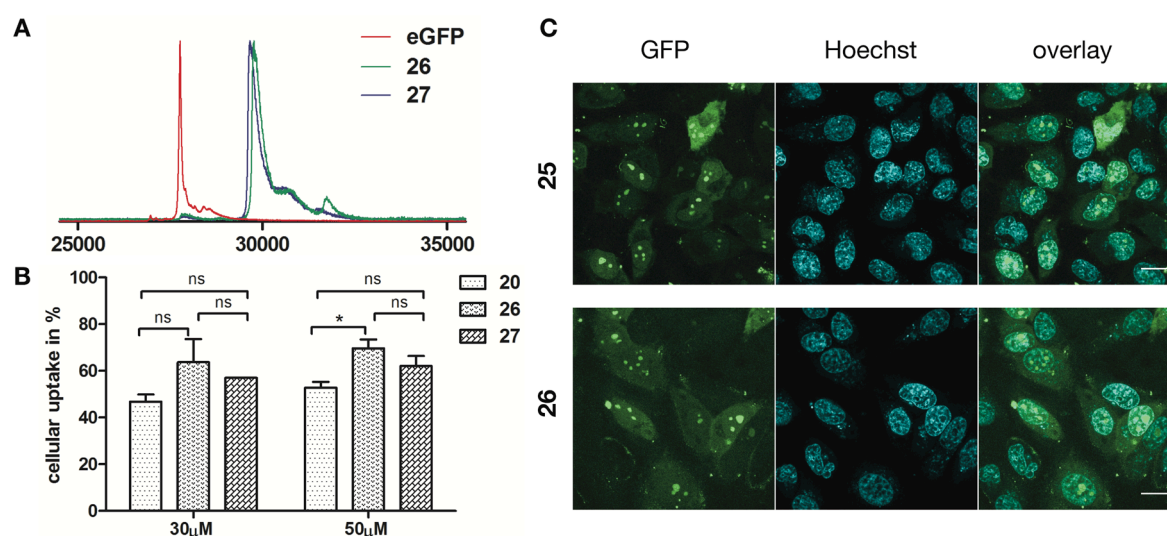 A
eGFP
26
27
25000 30000 35000
B
cellular uptake in %
100
80
60
40
20
0
ns
ns
ns
ns
*
ns
20
26
27
30µM 50µM
C
GFP Hoechst overlay
25
26